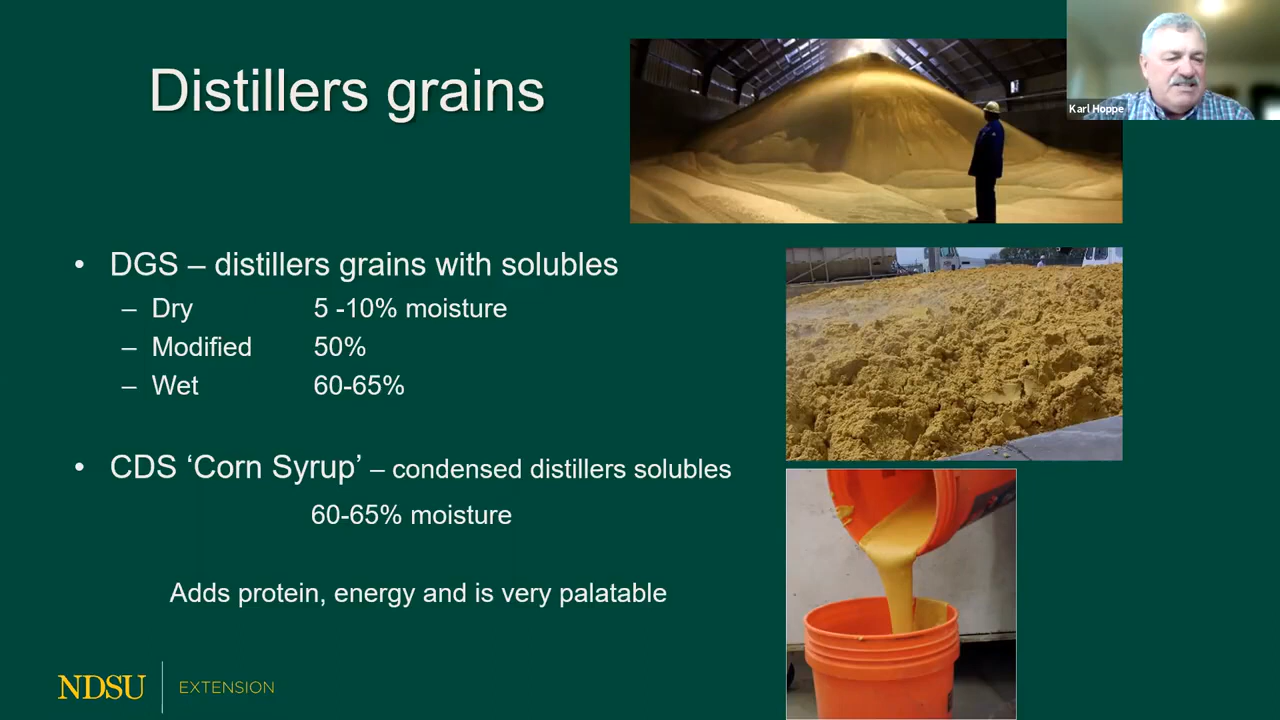 Distillers grains
Karl Hoppe
• DGS – distillers grains with solubles
– Dry 5 -10% moisture
– Modified 50%
– Wet 60-65%
• CDS ‘Corn Syrup’ – condensed distillers solubles
60-65% moisture
Adds protein, energy and is very palatable
NDSU EXTENSION